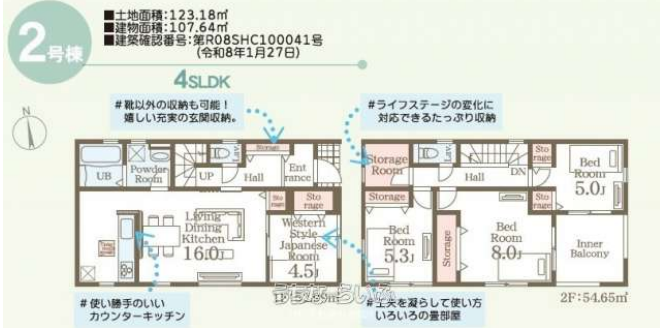 2号棟
■土地面積:123.18㎡
■建物面積:107.64㎡
■建築確認番号:第R08SHC100041号
(令和8年1月27日)
4SLDK
#靴以外の収納も可能!
嬉しい充実の玄関収納。
#ライフステージの変化に
対応できるたっぷり収納
N
UB
Powder
Room
UP
Lav.
Hall
Storage
Ent
rance
Sto
rage
Sto
rage
Living
Dining
Kitchen
16.0J
Western
Style
Japanese
Room
4.5J
Storage
Room
Lav.
Hall
DN
Sto
rage
Bed
Room
5.0J
Storage
Bed
Room
5.3J
Storage
Bed
Room
8.0J
Sto
rage
Inner
Balcony
#使い勝手のいい
カウンターキッチン
#工夫を凝らして使い方
いろいろの畳部屋
2F:54.65㎡